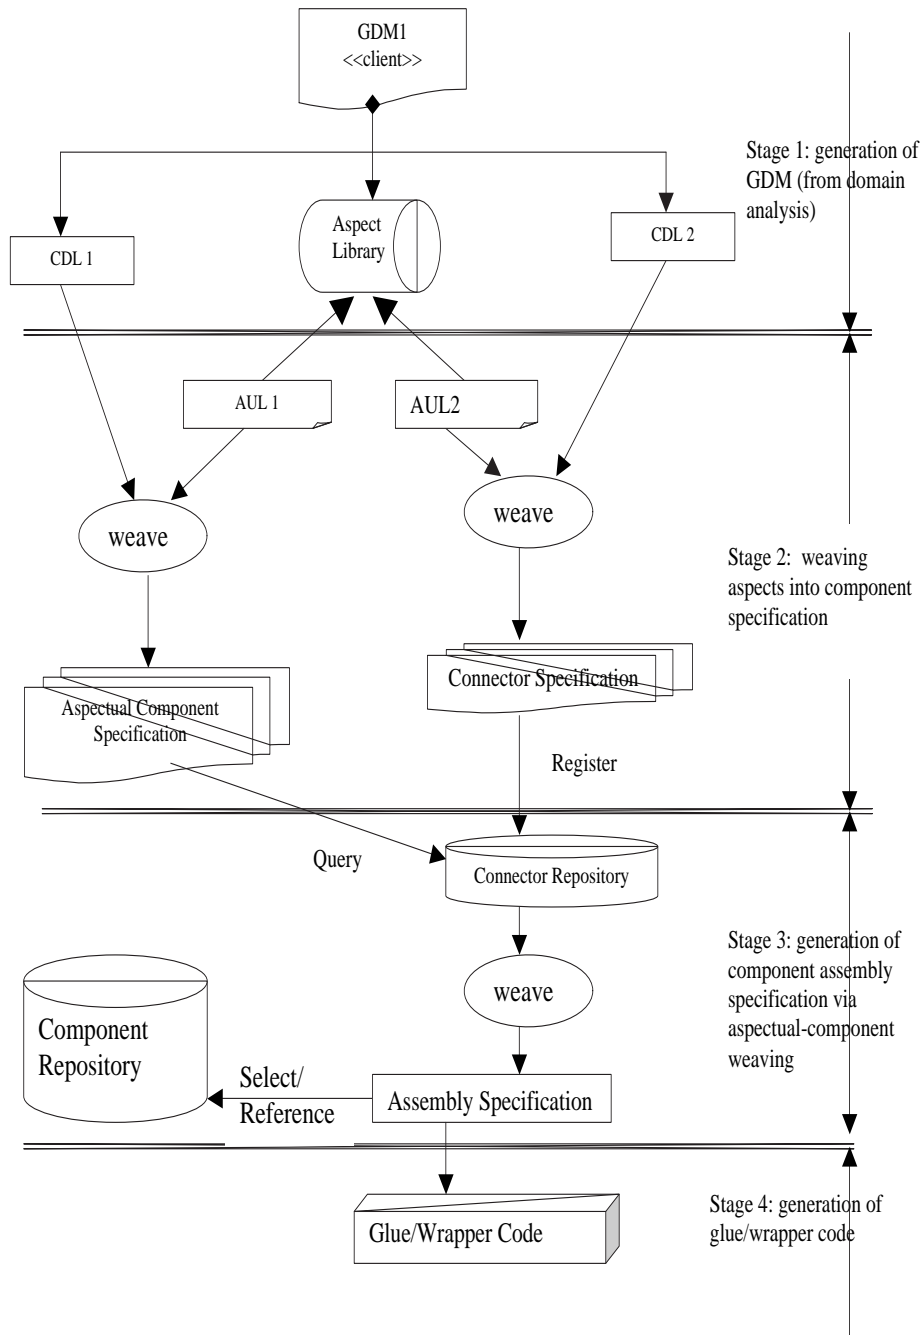 GDM1
<<client>>
Stage 1: generation of
GDM (from domain
analysis)
Aspect
Library
CDL 1
CDL 2
AUL 1
AUL2
weave
weave
Stage 2:  weaving
aspects into component
specification
Connector Specification
Aspectual Component
Specification
Register
Query
Connector Repository
Stage 3: generation of
component assembly
specification via
aspectual-component
weaving
weave
Component
Repository
Select/
Reference
Assembly Specification
Stage 4: generation of
glue/wrapper code
Glue/Wrapper Code